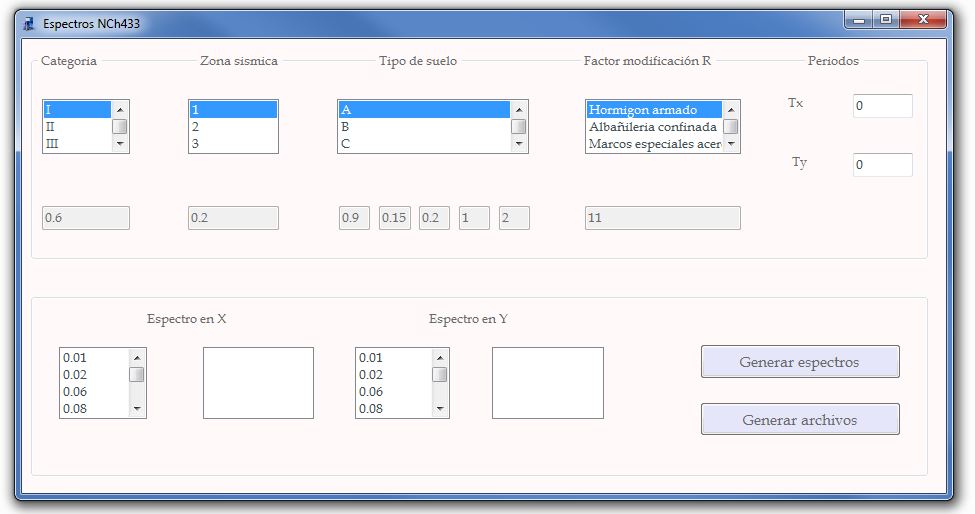 Espectros NCh433
Categoria
Zona sismica
Tipo de suelo
Factor modificación R
Periodos
I
II
III
1
2
3
A
B
C
Hormigon armado
Albañileria confinada
Marcos especiales acer
Tx
0
Ty
0
0.6
0.2
0.9
0.15
0.2
1
2
11
Espectro en X
Espectro en Y
0.01
0.02
0.06
0.08
0.01
0.02
0.06
0.08
Generar espectros
Generar archivos